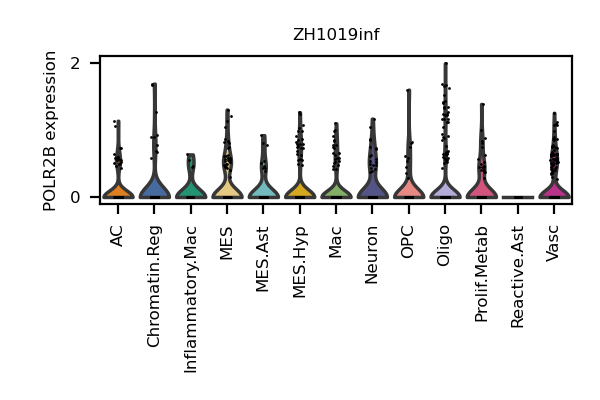 ZH1019inf
POLR2B expression
2
0
AC
Chromatin.Reg
Inflammatory.Mac
MES
MES.Ast
MES.Hyp
Mac
Neuron
OPC
Oligo
Prolif.Metab
Reactive.Ast
Vasc